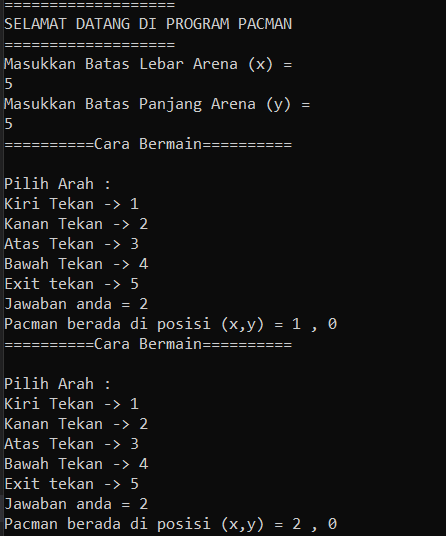 ===================
SELAMAT DATANG DI PROGRAM PACMAN
===================
Masukkan Batas Lebar Arena (x) =
5
Masukkan Batas Panjang Arena (y) =
5
==========Cara Bermain==========
Pilih Arah :
Kiri Tekan -> 1
Kanan Tekan -> 2
Atas Tekan -> 3
Bawah Tekan -> 4
Exit tekan -> 5
Jawaban anda = 2
Pacman berada di posisi (x,y) = 1 , 0
==========Cara Bermain==========
Pilih Arah :
Kiri Tekan -> 1
Kanan Tekan -> 2
Atas Tekan -> 3
Bawah Tekan -> 4
Exit tekan -> 5
Jawaban anda = 2
Pacman berada di posisi (x,y) = 2 , 0